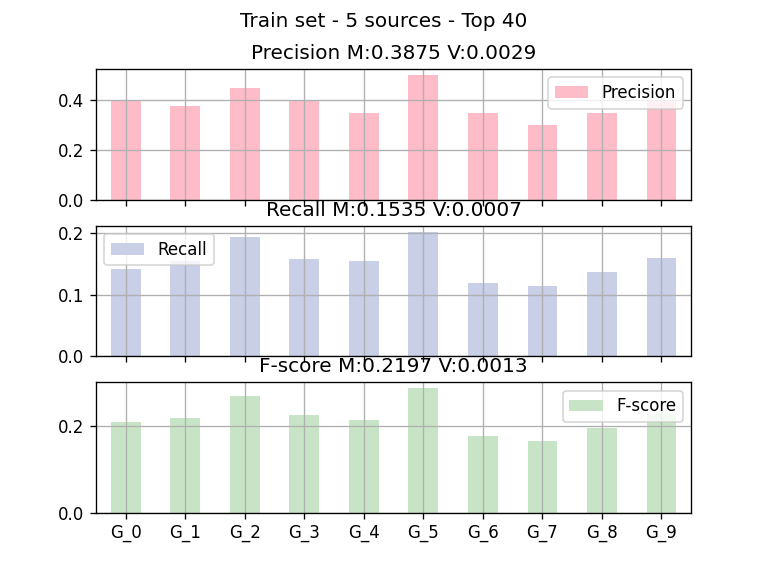 Train set - 5 sources - Top 40
Precision M:0.3875 V:0.0029
0.4
0.2
0.0
Precision
Recall M:0.1535 V:0.0007
0.2
0.1
0.0
Recall
F-score M:0.2197 V:0.0013
0.2
0.0
F-score
G_0 G_1 G_2 G_3 G_4 G_5 G_6 G_7 G_8 G_9